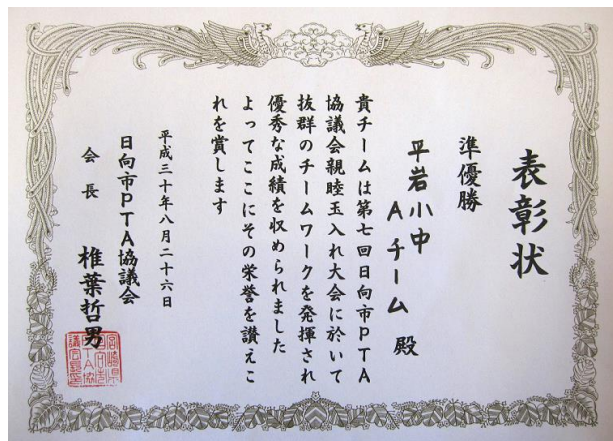 表彰状
準優勝
平岩小中
Aチーム 殿
貴チームは第七回日向市PTA
協議会親睦玉入れ大会に於いて
抜群のチームワークを発揮され
優秀な成績を収められました
よってここにその栄誉を讃えこ
れを賞します
平成三十年八月二十六日
日向市PTA協議会
会長 椎葉哲男